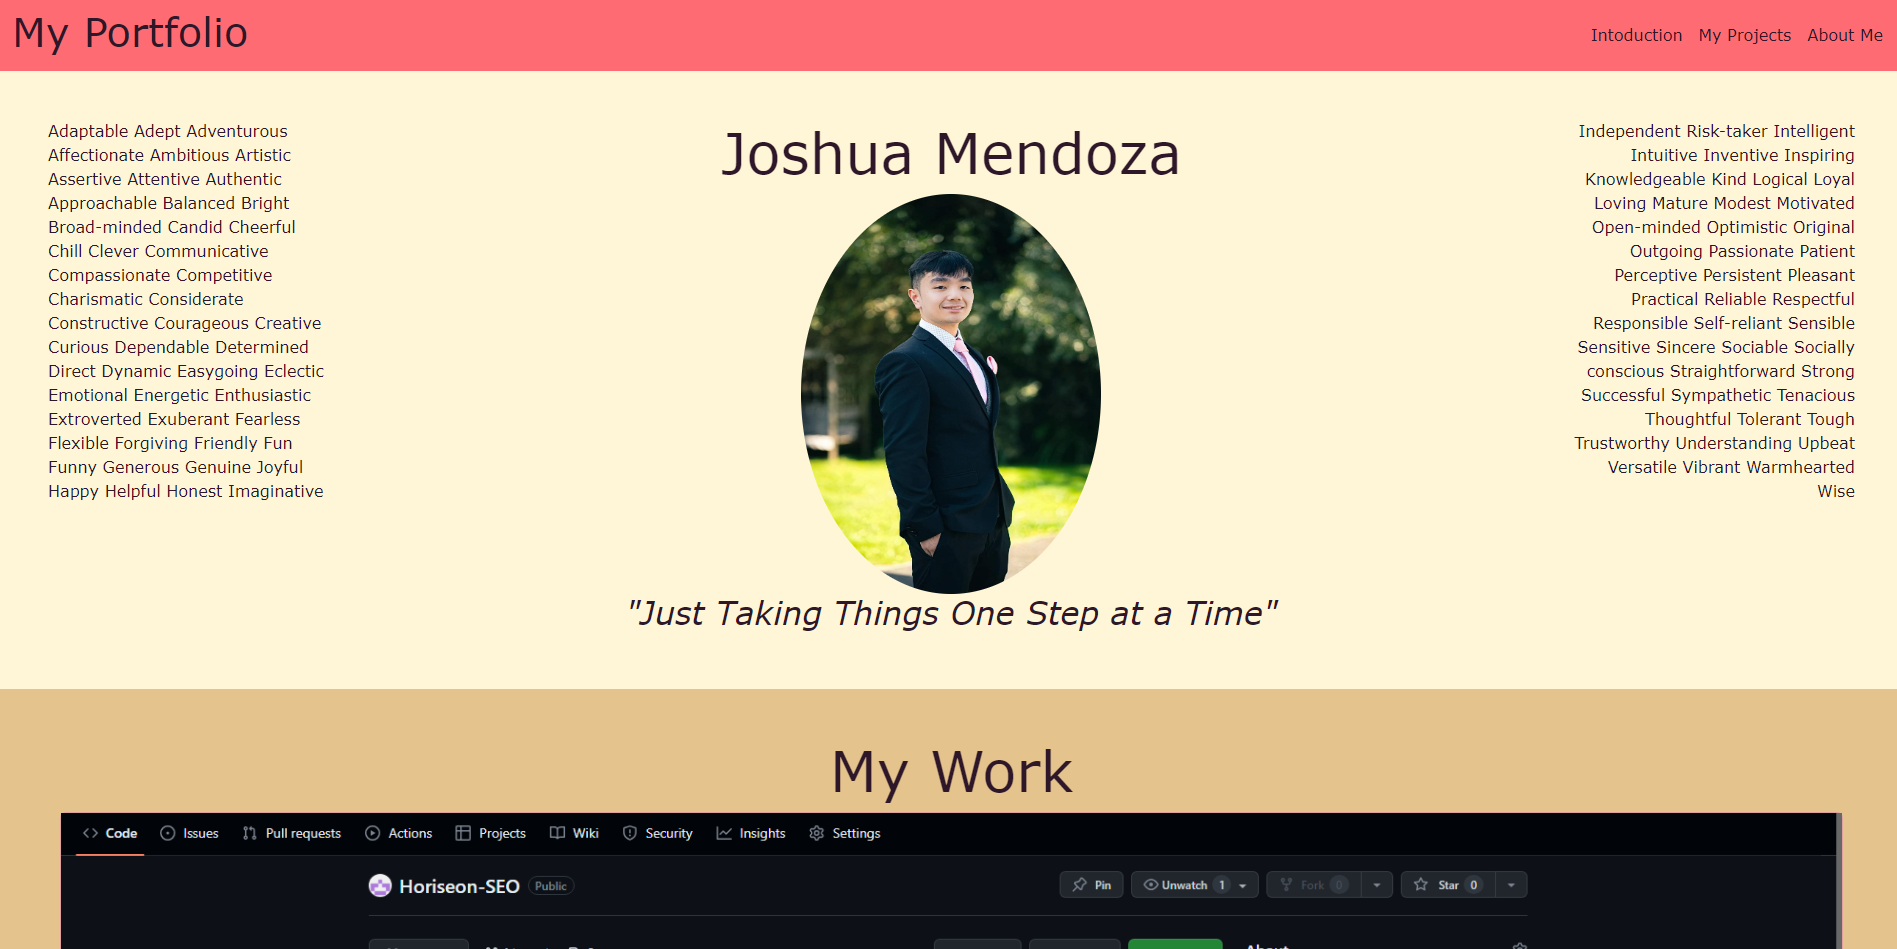 My Portfolio
Intoduction My Projects About Me
Adaptable Adept Adventurous
Affectionate Ambitious Artistic
Assertive Attentive Authentic
Approachable Balanced Bright
Broad-minded Candid Cheerful
Chill Clever Communicative
Compassionate Competitive
Charismatic Considerate
Constructive Courageous Creative
Curious Dependable Determined
Direct Dynamic Easygoing Eclectic
Emotional Energetic Enthusiastic
Extroverted Exuberant Fearless
Flexible Forgiving Friendly Fun
Funny Generous Genuine Joyful
Happy Helpful Honest Imaginative
Joshua Mendoza
"Just Taking Things One Step at a Time"
Independent Risk-taker Intelligent
Intuitive Inventive Inspiring
Knowledgeable Kind Logical Loyal
Loving Mature Modest Motivated
Open-minded Optimistic Original
Outgoing Passionate Patient
Perceptive Persistent Pleasant
Practical Reliable Respectful
Responsible Self-reliant Sensible
Sensitive Sincere Sociable Socially
conscious Straightforward Strong
Successful Sympathetic Tenacious
Thoughtful Tolerant Tough
Trustworthy Understanding Upbeat
Versatile Vibrant Warmhearted
Wise
My Work
Code Issues Pull requests Actions Projects Wiki Security Insights Settings
Horiseon-SEO Public Pin Unwatch 1 Fork 0 Star 0
About